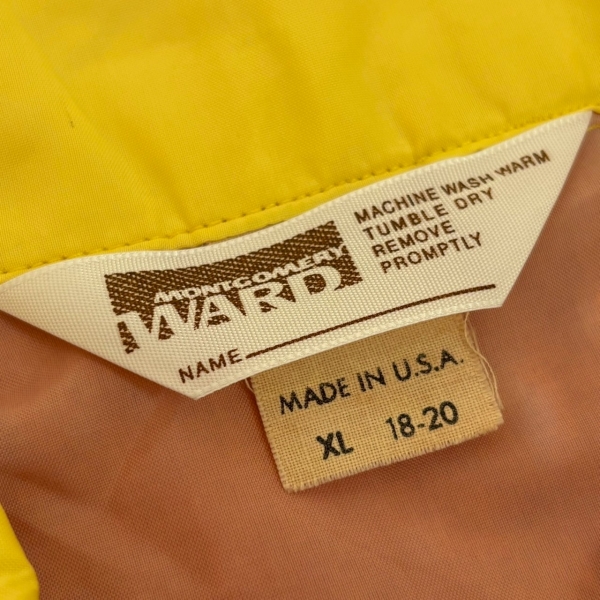 MONTGOMERY
WARD
MACHINE WASH WARM
TUMBLE DRY
REMOVE
PROMPTLY
NAME
MADE IN U.S.A.
XL 18-20